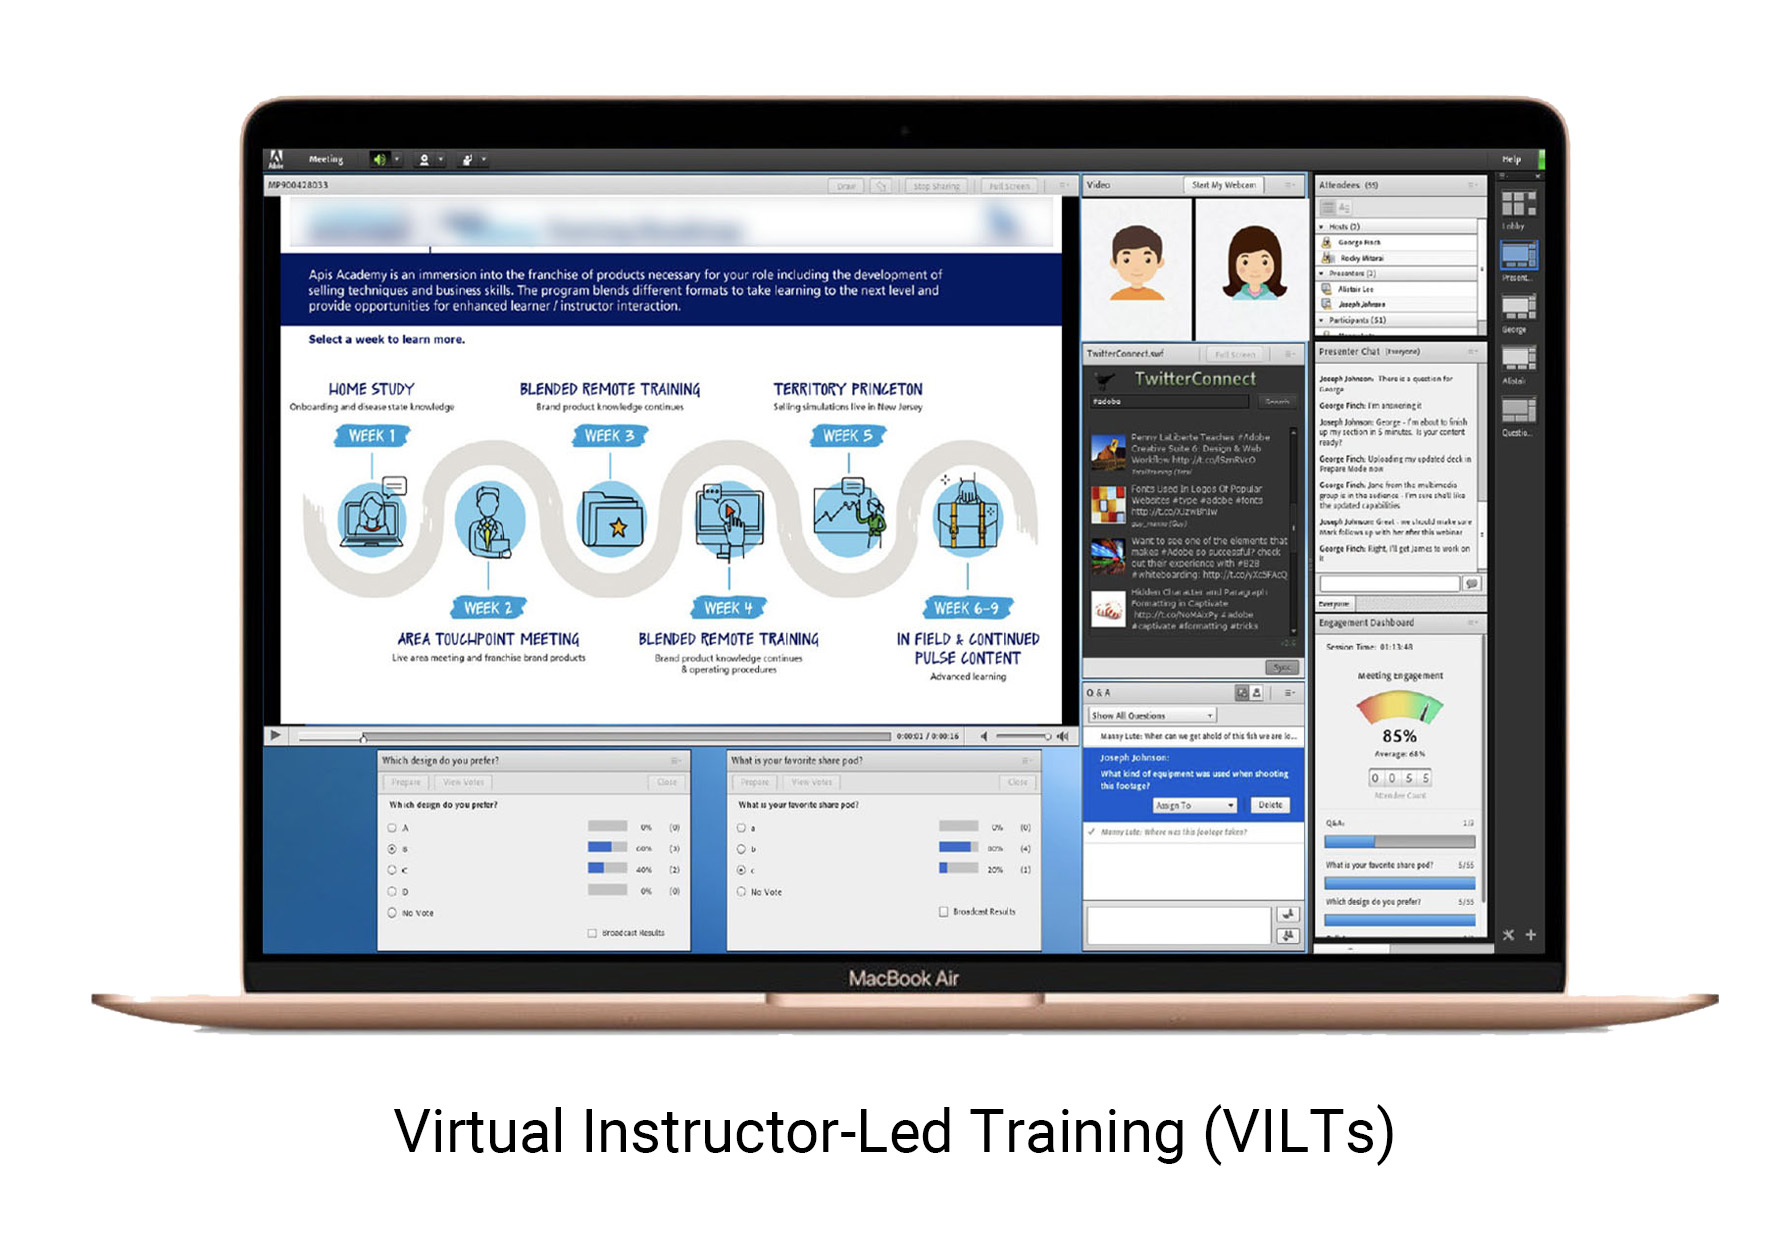 Adobe
Meeting
Help
MP900428033
Draw
Stop Sharing
Full Screen
Apis Academy is an immersion into the franchise of products necessary for your role including the development of
selling techniques and business skills. The program blends different formats to take learning to the next level and
provide opportunities for enhanced learner / instructor interaction.
Select a week to learn more.
HOME STUDY
Onboarding and disease state knowledge
WEEK 1
BLENDED REMOTE TRAINING
Brand product knowledge continues
WEEK 3
TERRITORY PRINCETON
Selling simulations live in New Jersey
WEEK 5
WEEK 2
AREA TOUCHPOINT MEETING
Live area meeting and franchise brand products
WEEK 4
BLENDED REMOTE TRAINING
Brand product knowledge continues
& operating procedures
WEEK 6-9
IN FIELD & CONTINUED
PULSE CONTENT
Advanced learning
0:00:01 / 0:00:16
Which design do you prefer?
Prepare
View Votes
Close
Which design do you prefer?
A 0% (0)
B 60% (3)
C 40% (2)
D 0% (0)
No Vote
Broadcast Results
What is your favorite share pod?
Prepare
View Votes
Close
What is your favorite share pod?
a 0% (0)
b 80% (4)
c 20% (1)
No Vote
Broadcast Results
Video
Start My Webcam
TwitterConnect.swf
Full Screen
TwitterConnect
#adobe
Search
Penny LaLiberte Teaches #Adobe
Creative Suite 6: Design & Web
Fonts Used In Logos Of Popular
Websites #type #adobe #fonts
Want to see one of the elements that
makes #Adobe so successful? check
out their experience with #B2B
#whiteboarding: http://t.co/yXc5FAcQ
Hidden Character and Paragraph
Formatting in Captivate
#captivate #formatting #tricks
Sync
Q & A
Show All Questions
Manny Lute: When can we get ahold of this fish we are lo...
Joseph Johnson:
What kind of equipment was used when shooting
this footage?
Assign To
Delete
Manny Lute: Where was this footage taken?
Attendees (55)
Hosts (2)
George Finch
Rocky Mitarai
Presenters (2)
Alistair Lee
Joseph Johnson
Participants (51)
Presenter Chat (Everyone)
Joseph Johnson: There is a question for
George
George Finch: I'm answering it
Joseph Johnson: George - I'm about to finish
up my section in 5 minutes. Is your content
ready?
George Finch: Uploading my updated deck in
Prepare Mode now
George Finch: Jane from the multimedia
group is in the audience - I'm sure she'll like
the updated capabilities
Joseph Johnson: Great - we should make sure
Mark follows up with her after this webinar
George Finch: Right, I'll get James to work on
it
Everyone
Engagement Dashboard
Session Time: 01:13:48
Meeting Engagement
85%
Average: 68%
0 0 5 5
Attendee Count
Q&A: 1/3
What is your favorite share pod? 5/55
Which design do you prefer? 5/55
Lobby
Present...
George
Alistair
Questio...
MacBook Air
Virtual Instructor-Led Training (VILTs)